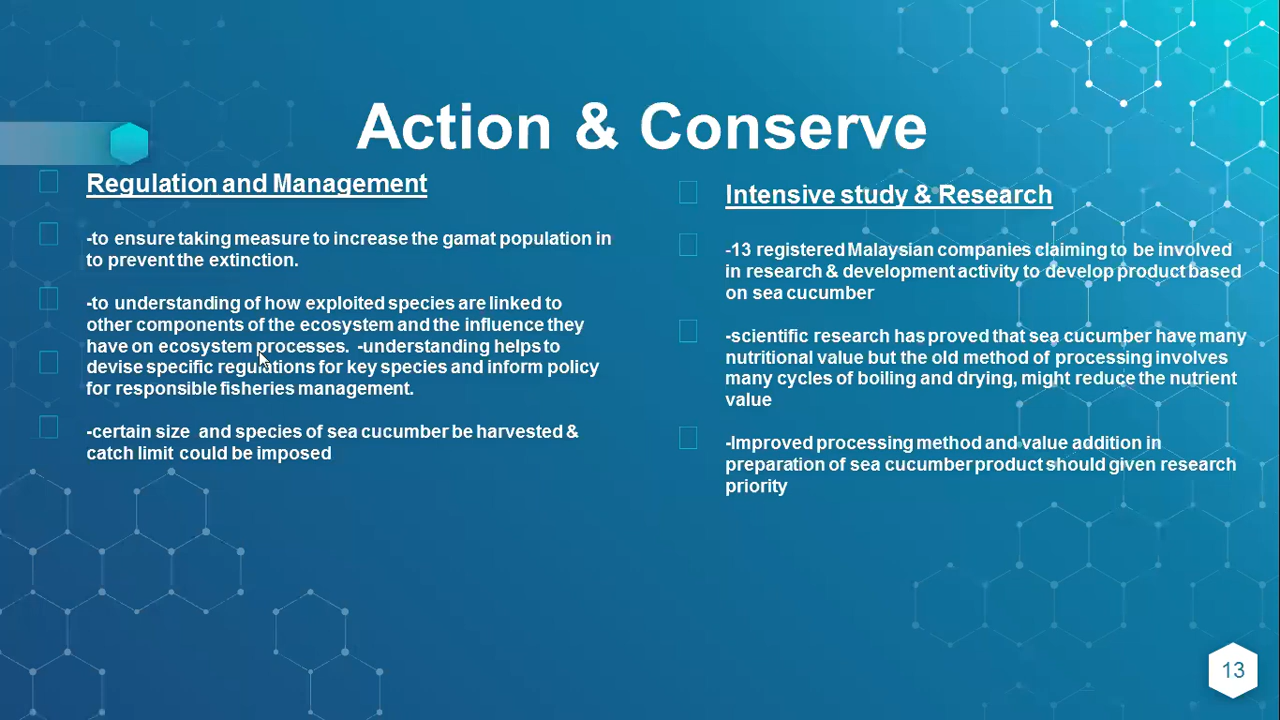 Action & Conserve
Regulation and Management
-to ensure taking measure to increase the gamat population in
to prevent the extinction.
-to understanding of how exploited species are linked to
other components of the ecosystem and the influence they
have on ecosystem processes.  -understanding helps to
devise specific regulations for key species and inform policy
for responsible fisheries management.
-certain size  and species of sea cucumber be harvested &
catch limit could be imposed
Intensive study & Research
-13 registered Malaysian companies claiming to be involved
in research & development activity to develop product based
on sea cucumber
-scientific research has proved that sea cucumber have many
nutritional value but the old method of processing involves
many cycles of boiling and drying, might reduce the nutrient
value
-Improved processing method and value addition in
preparation of sea cucumber product should given research
priority
13